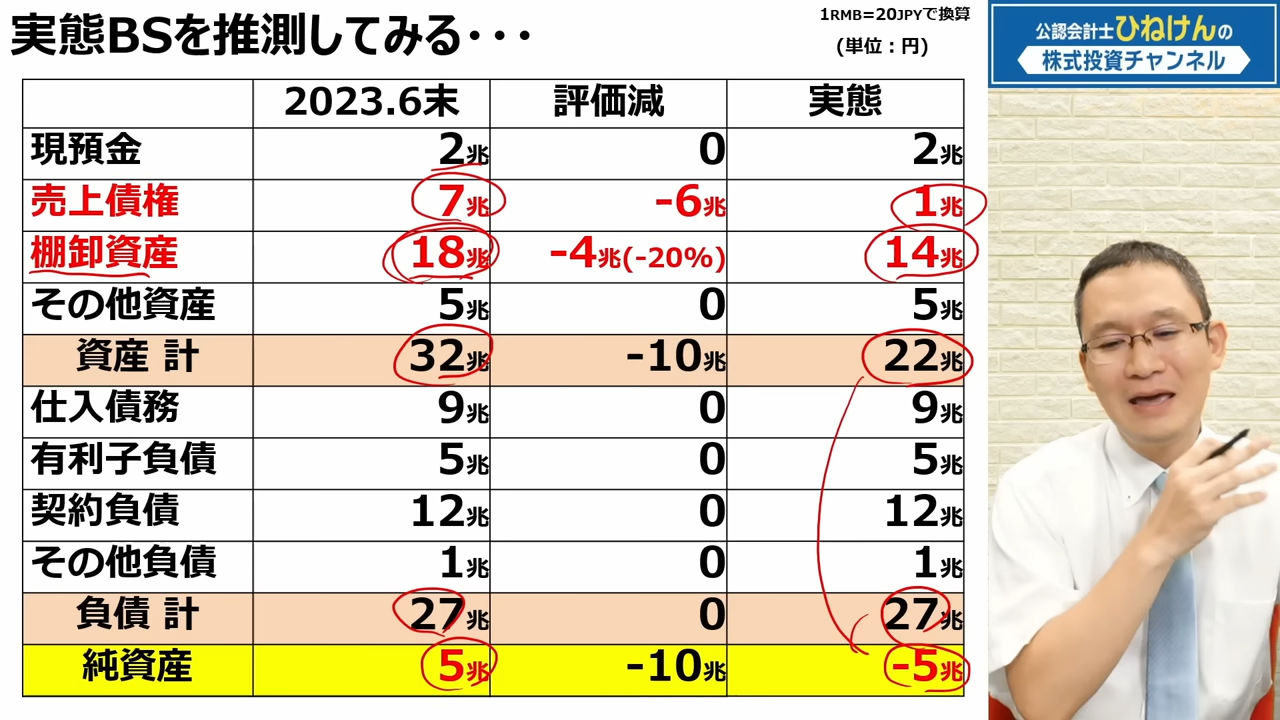 実態BSを推測してみる・・・
1RMB=20JPYで換算
(単位：円)
公認会計士ひねけんの
株式投資チャンネル
2023.6末 評価減 実態
現預金 2兆 0 2兆
売上債権 7兆 -6兆 1兆
棚卸資産 18兆 -4兆(-20%) 14兆
その他資産 5兆 0 5兆
資産 計 32兆 -10兆 22兆
仕入債務 9兆 0 9兆
有利子負債 5兆 0 5兆
契約負債 12兆 0 12兆
その他負債 1兆 0 1兆
負債 計 27兆 0 27兆
純資産 5兆 -10兆 -5兆